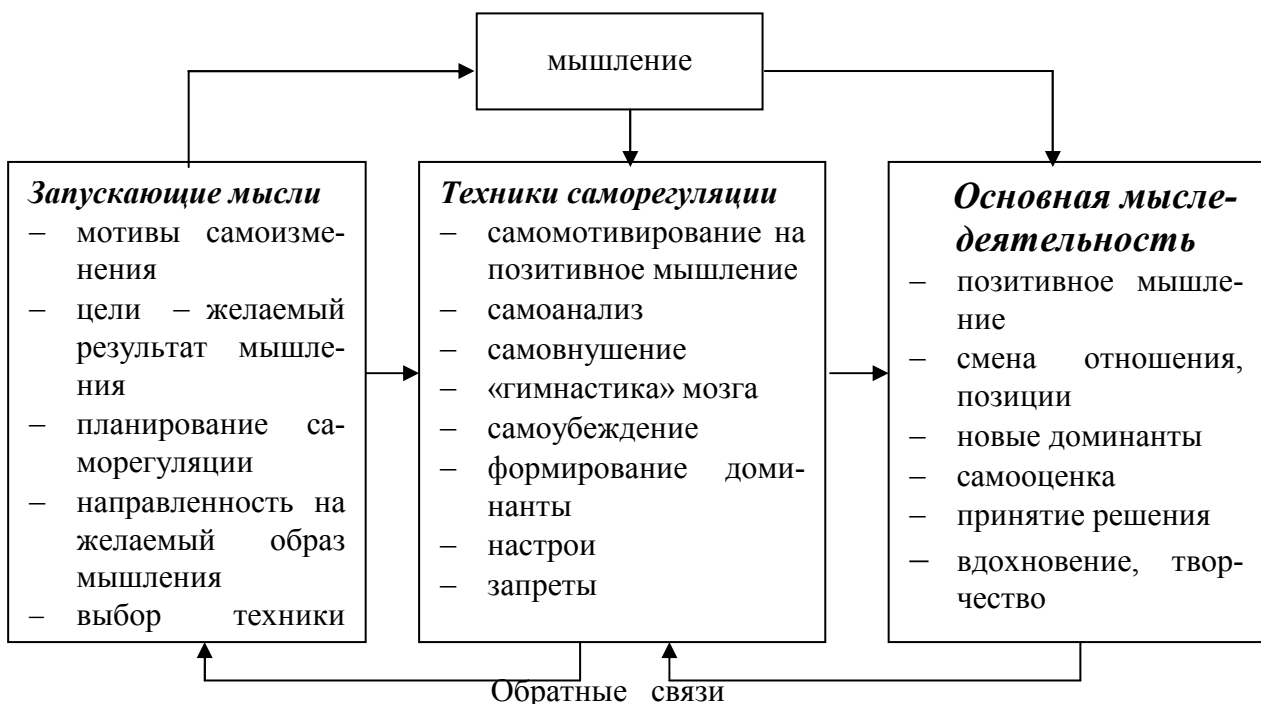 мышление
Запускающие мысли
– мотивы самоизме-
нения
– цели – желаемый
результат мышле-
ния
– планирование са-
морегуляции
– направленность на
желаемый образ
мышления
– выбор техники
Техники саморегуляции
– самомотивирование на
позитивное мышление
– самоанализ
– самовнушение
– «гимнастика» мозга
– самоубеждение
– формирование доми-
нанты
– настрои
– запреты
Основная мысле-
деятельность
– позитивное мышле-
ние
– смена отношения,
позиции
– новые доминанты
– самооценка
– принятие решения
– вдохновение, твор-
чество
Обратные связи